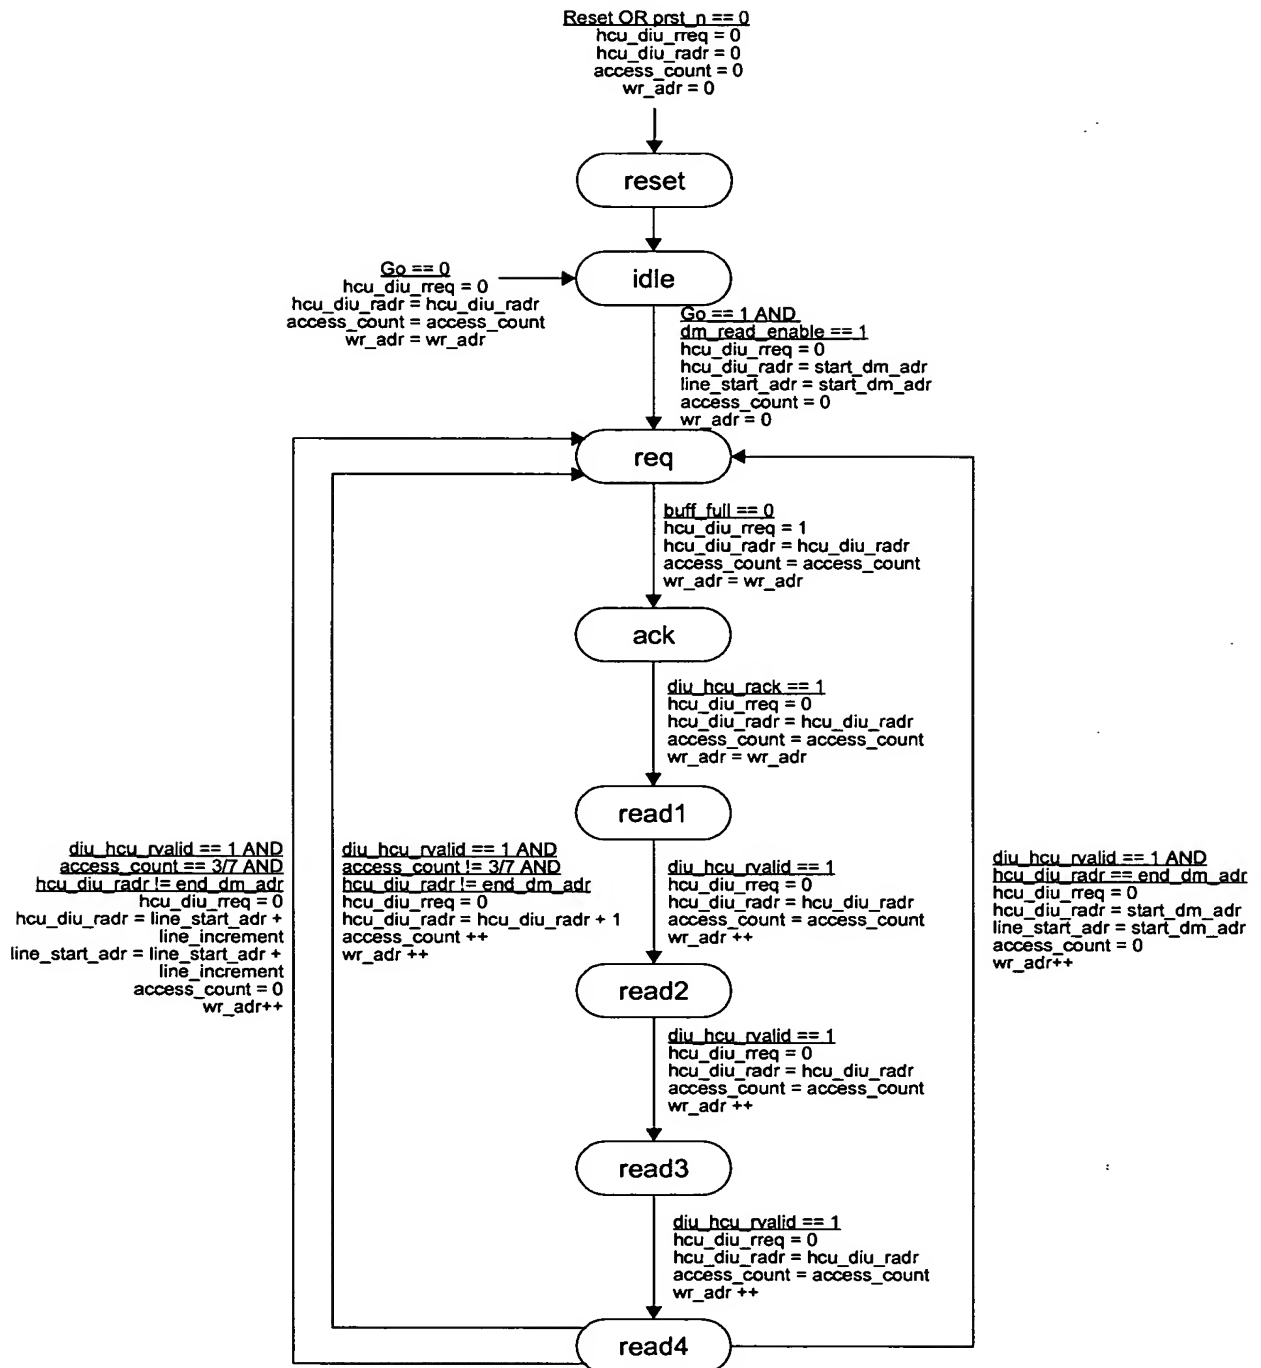 Reset OR prst_n == 0
hcu_diu_rreq = 0
hcu_diu_radr = 0
access_count = 0
wr_adr = 0
reset
idle
Go == 0
hcu_diu_rreq = 0
hcu_diu_radr = hcu_diu_radr
access_count = access_count
wr_adr = wr_adr
Go == 1 AND
dm_read_enable == 1
hcu_diu_rreq = 0
hcu_diu_radr = start_dm_adr
line_start_adr = start_dm_adr
access_count = 0
wr_adr = 0
req
buff_full == 0
hcu_diu_rreq = 1
hcu_diu_radr = hcu_diu_radr
access_count = access_count
wr_adr = wr_adr
ack
diu_hcu_rack == 1
hcu_diu_rreq = 0
hcu_diu_radr = hcu_diu_radr
access_count = access_count
wr_adr = wr_adr
read1
diu_hcu_rvalid == 1 AND
access_count == 3/7 AND
hcu_diu_radr != end_dm_adr
hcu_diu_rreq = 0
hcu_diu_radr = line_start_adr +
line_increment
line_start_adr = line_start_adr +
line_increment
access_count = 0
wr_adr++
diu_hcu_rvalid == 1 AND
access_count != 3/7 AND
hcu_diu_radr != end_dm_adr
hcu_diu_rreq = 0
hcu_diu_radr = hcu_diu_radr + 1
access_count ++
wr_adr ++
diu_hcu_rvalid == 1
hcu_diu_rreq = 0
hcu_diu_radr = hcu_diu_radr
access_count = access_count
wr_adr ++
diu_hcu_rvalid == 1 AND
hcu_diu_radr == end_dm_adr
hcu_diu_rreq = 0
hcu_diu_radr = start_dm_adr
line_start_adr = start_dm_adr
access_count = 0
wr_adr++
read2
diu_hcu_rvalid == 1
hcu_diu_rreq = 0
hcu_diu_radr = hcu_diu_radr
access_count = access_count
wr_adr ++
read3
diu_hcu_rvalid == 1
hcu_diu_rreq = 0
hcu_diu_radr = hcu_diu_radr
access_count = access_count
wr_adr ++
read4